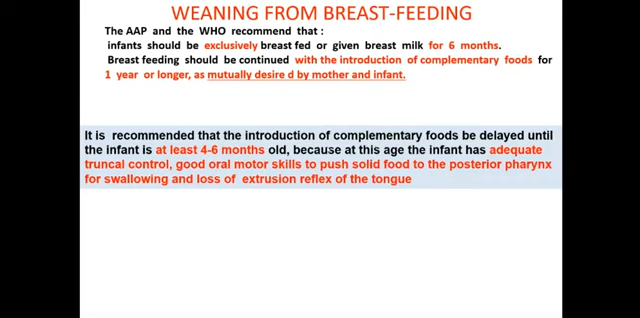 WEANING FROM BREAST-FEEDING
The AAP and the WHO recommend that :
infants should be exclusively breast fed or given breast milk for 6 months.
Breast feeding should be continued with the introduction of complementary foods for
1 year or longer, as mutually desire d by mother and infant.
It is recommended that the introduction of complementary foods be delayed until
the infant is at least 4-6 months old, because at this age the infant has adequate
truncal control, good oral motor skills to push solid food to the posterior pharynx
for swallowing and loss of extrusion reflex of the tongue